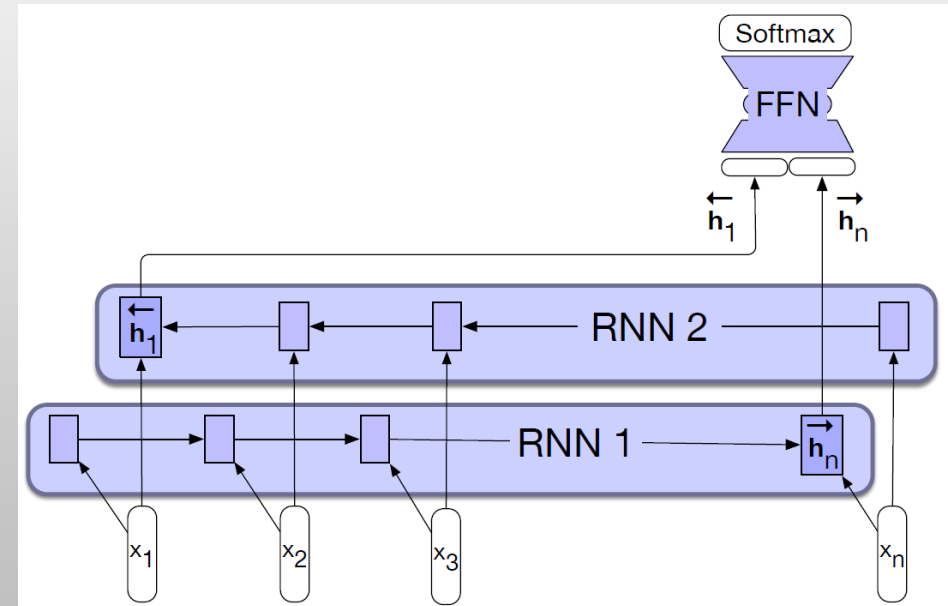 Softmax
FFN
←h₁ →hₙ
←h₁ RNN 2
RNN 1 →hₙ
x₁ x₂ x₃ xₙ